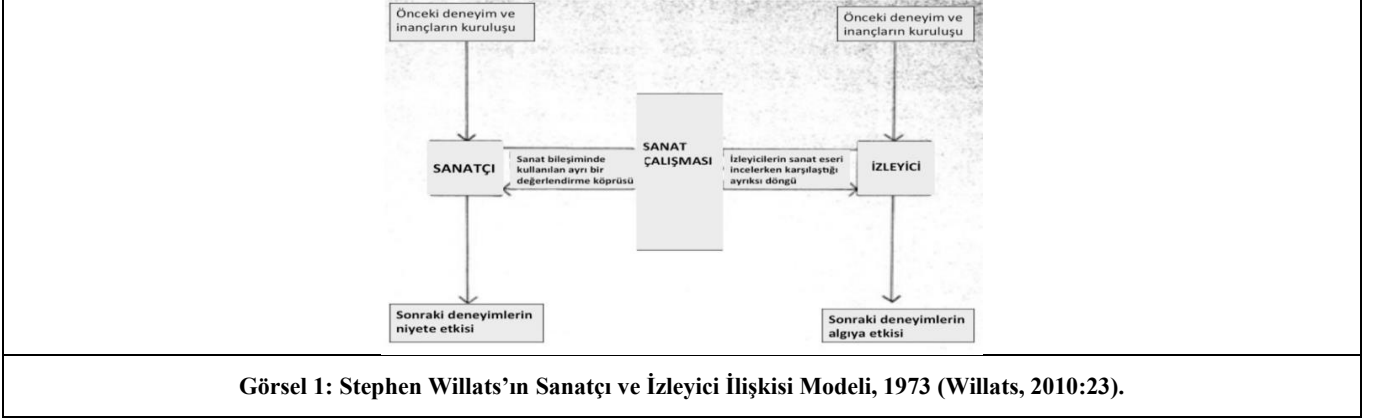 Önceki deneyim ve
inançların kuruluşu
Önceki deneyim ve
inançların kuruluşu
SANATÇI
Sanat bileşiminde
kullanılan ayrı bir
değerlendirme köprüsü
SANAT
ÇALIŞMASI
İzleyicilerin sanat eseri
incelerken karşılaştığı
ayrıksı döngü
İZLEYİCİ
Sonraki deneyimlerin
niyete etkisi
Sonraki deneyimlerin
algıya etkisi
Görsel 1: Stephen Willats’ın Sanatçı ve İzleyici İlişkisi Modeli, 1973 (Willats, 2010:23).